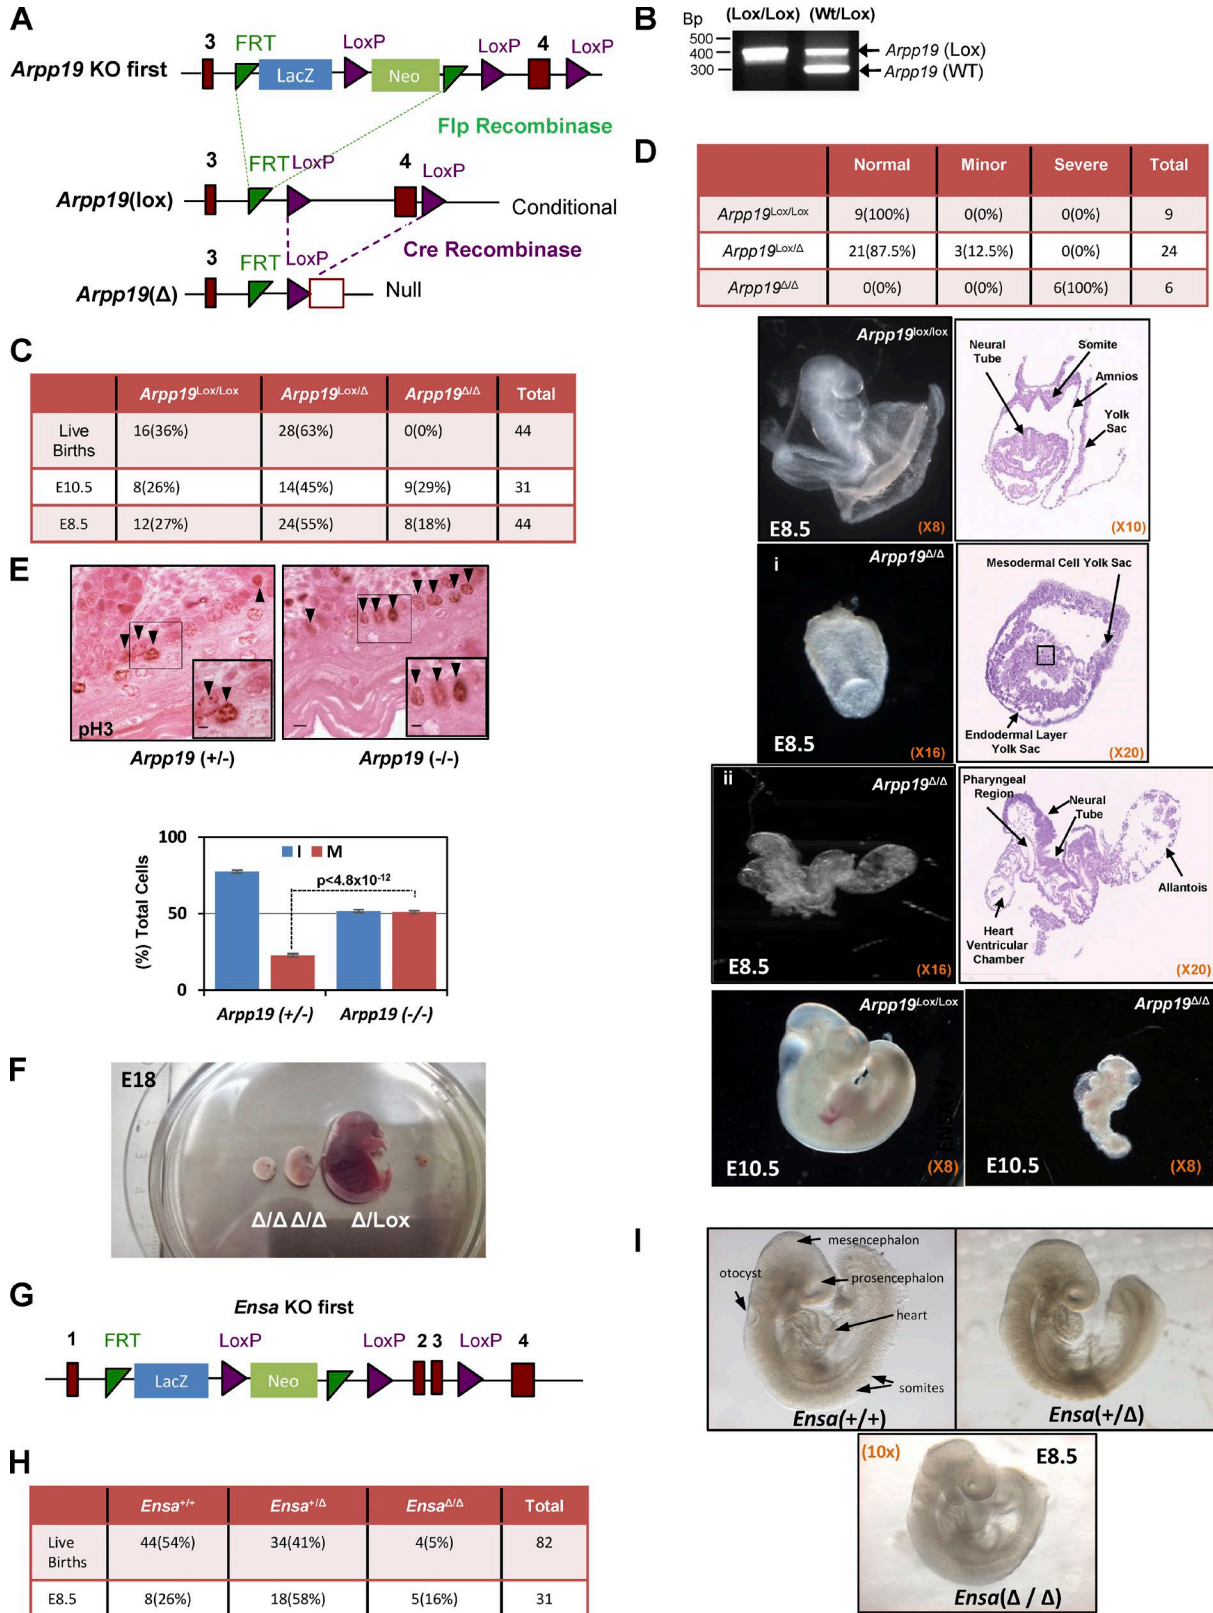 A
3 FRT LoxP LoxP 4 LoxP
Arpp19 KO first
LacZ Neo
Flp Recombinase
3 FRT LoxP 4 LoxP
Arpp19(lox)
Conditional
Cre Recombinase
3 FRT LoxP
Arpp19(Δ) Null
B
Bp (Lox/Lox) (Wt/Lox)
500
400
300
Arpp19 (Lox)
Arpp19 (WT)
C
Arpp19Lox/Lox Arpp19Lox/Δ Arpp19Δ/Δ Total
Live Births 16(36%) 28(63%) 0(0%) 44
E10.5 8(26%) 14(45%) 9(29%) 31
E8.5 12(27%) 24(55%) 8(18%) 44
D
Normal Minor Severe Total
Arpp19Lox/Lox 9(100%) 0(0%) 0(0%) 9
Arpp19Lox/Δ 21(87.5%) 3(12.5%) 0(0%) 24
Arpp19Δ/Δ 0(0%) 0(0%) 6(100%) 6
Arpp19lox/lox
E8.5
(X8)
Neural Tube
Somite
Amnios
Yolk Sac
(X10)
i
Arpp19Δ/Δ
E8.5
(X16)
Mesodermal Cell Yolk Sac
Endodermal Layer
Yolk Sac
(X20)
ii
Arpp19Δ/Δ
E8.5
(X16)
Pharyngeal
Region
Neural
Tube
Allantois
Heart
Ventricular
Chamber
(X20)
Arpp19Lox/Lox
E10.5
(X8)
Arpp19Δ/Δ
E10.5
(X8)
E
pH3
Arpp19 (+/-) Arpp19 (-/-)
I M
p<4.8x10-12
(%) Total Cells
100
50
0
Arpp19 (+/-) Arpp19 (-/-)
F
E18
Δ/Δ Δ/Δ Δ/Lox
G
Ensa KO first
1 FRT LoxP LoxP 2 3 LoxP 4
LacZ Neo
H
Ensa+/+ Ensa+/Δ EnsaΔ/Δ Total
Live Births 44(54%) 34(41%) 4(5%) 82
E8.5 8(26%) 18(58%) 5(16%) 31
I
mesencephalon
otocyst
prosencephalon
heart
somites
Ensa(+/+)
Ensa(+/Δ)
(10x)
E8.5
Ensa(Δ / Δ)